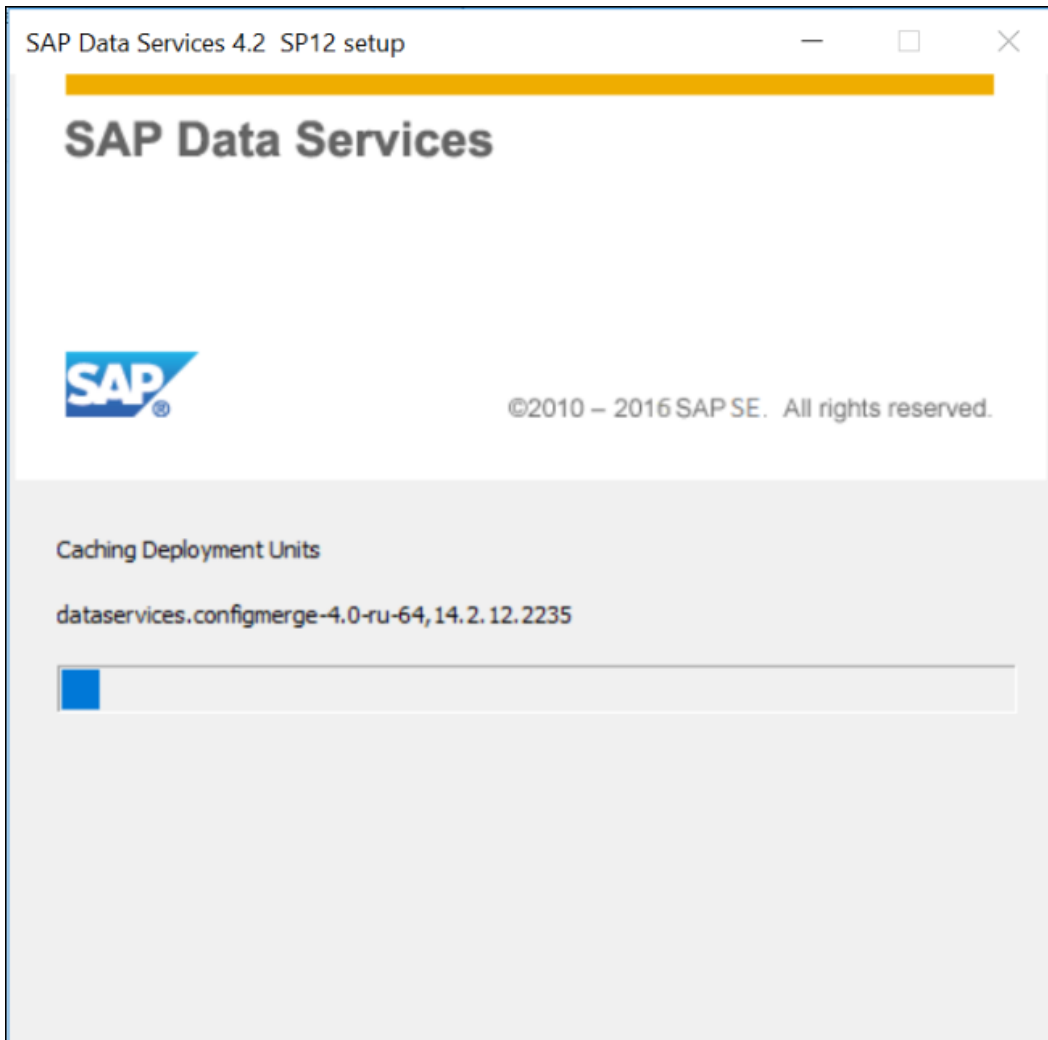 SAP Data Services 4.2  SP12 setup
SAP Data Services
SAP®
©2010 – 2016 SAP SE.  All rights reserved.
Caching Deployment Units
dataservices.configmerge-4.0-ru-64,14.2.12.2235